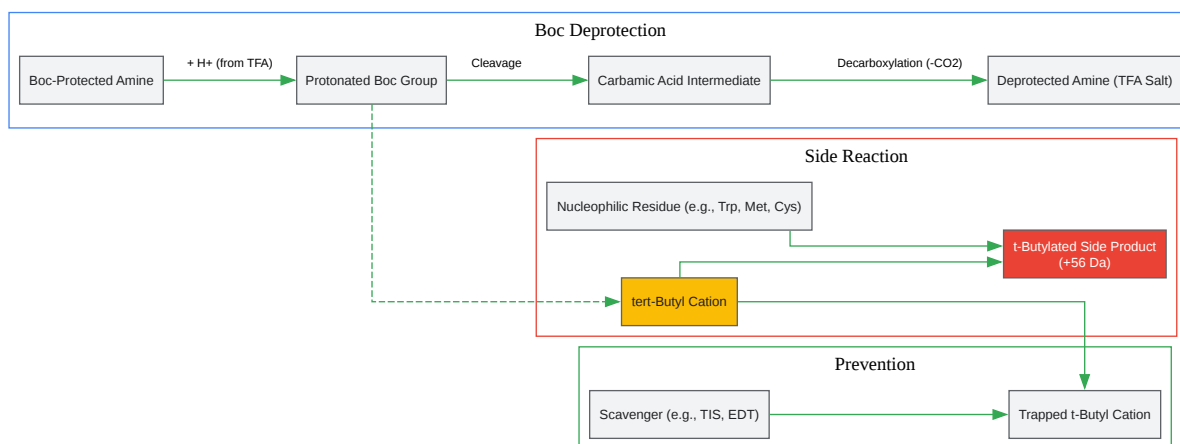 Boc Deprotection
+ H+ (from TFA)
Cleavage
Decarboxylation (-CO2)
Boc-Protected Amine
Protonated Boc Group
Carbamic Acid Intermediate
Deprotected Amine (TFA Salt)
Side Reaction
Nucleophilic Residue (e.g., Trp, Met, Cys)
t-Butylated Side Product
(+56 Da)
tert-Butyl Cation
Prevention
Scavenger (e.g., TIS, EDT)
Trapped t-Butyl Cation